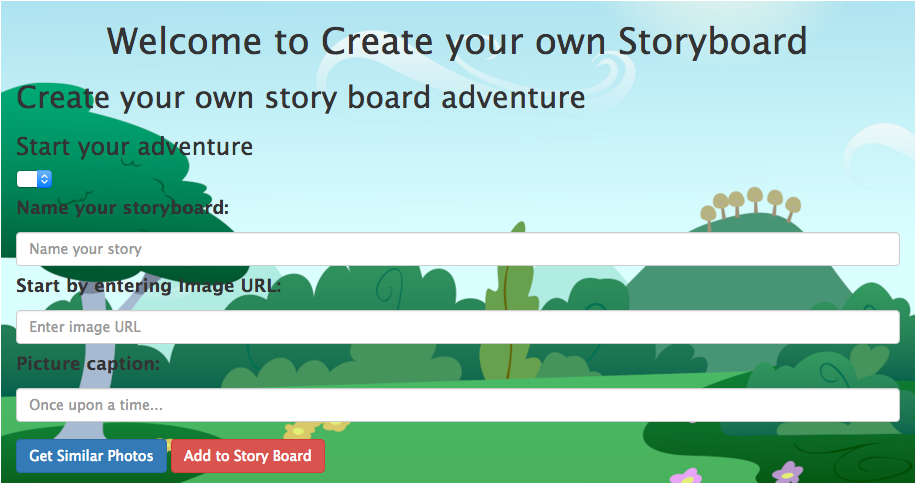 Welcome to Create your own Storyboard
Create your own story board adventure
Start your adventure
Name your storyboard:
Name your story
Start by entering image URL:
Enter image URL
Picture caption:
Once upon a time...
Get Similar Photos Add to Story Board